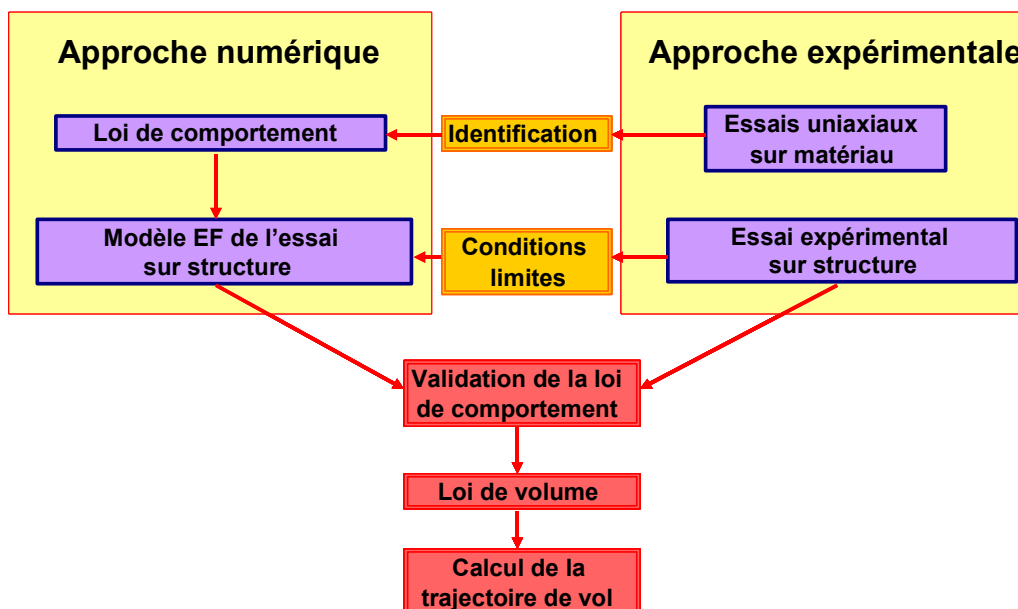 Approche numérique
Approche expérimentale
Loi de comportement
Identification
Essais uniaxiaux
sur matériau
Modèle EF de l’essai
sur structure
Conditions
limites
Essai expérimental
sur structure
Validation de la loi
de comportement
Loi de volume
Calcul de la
trajectoire de vol